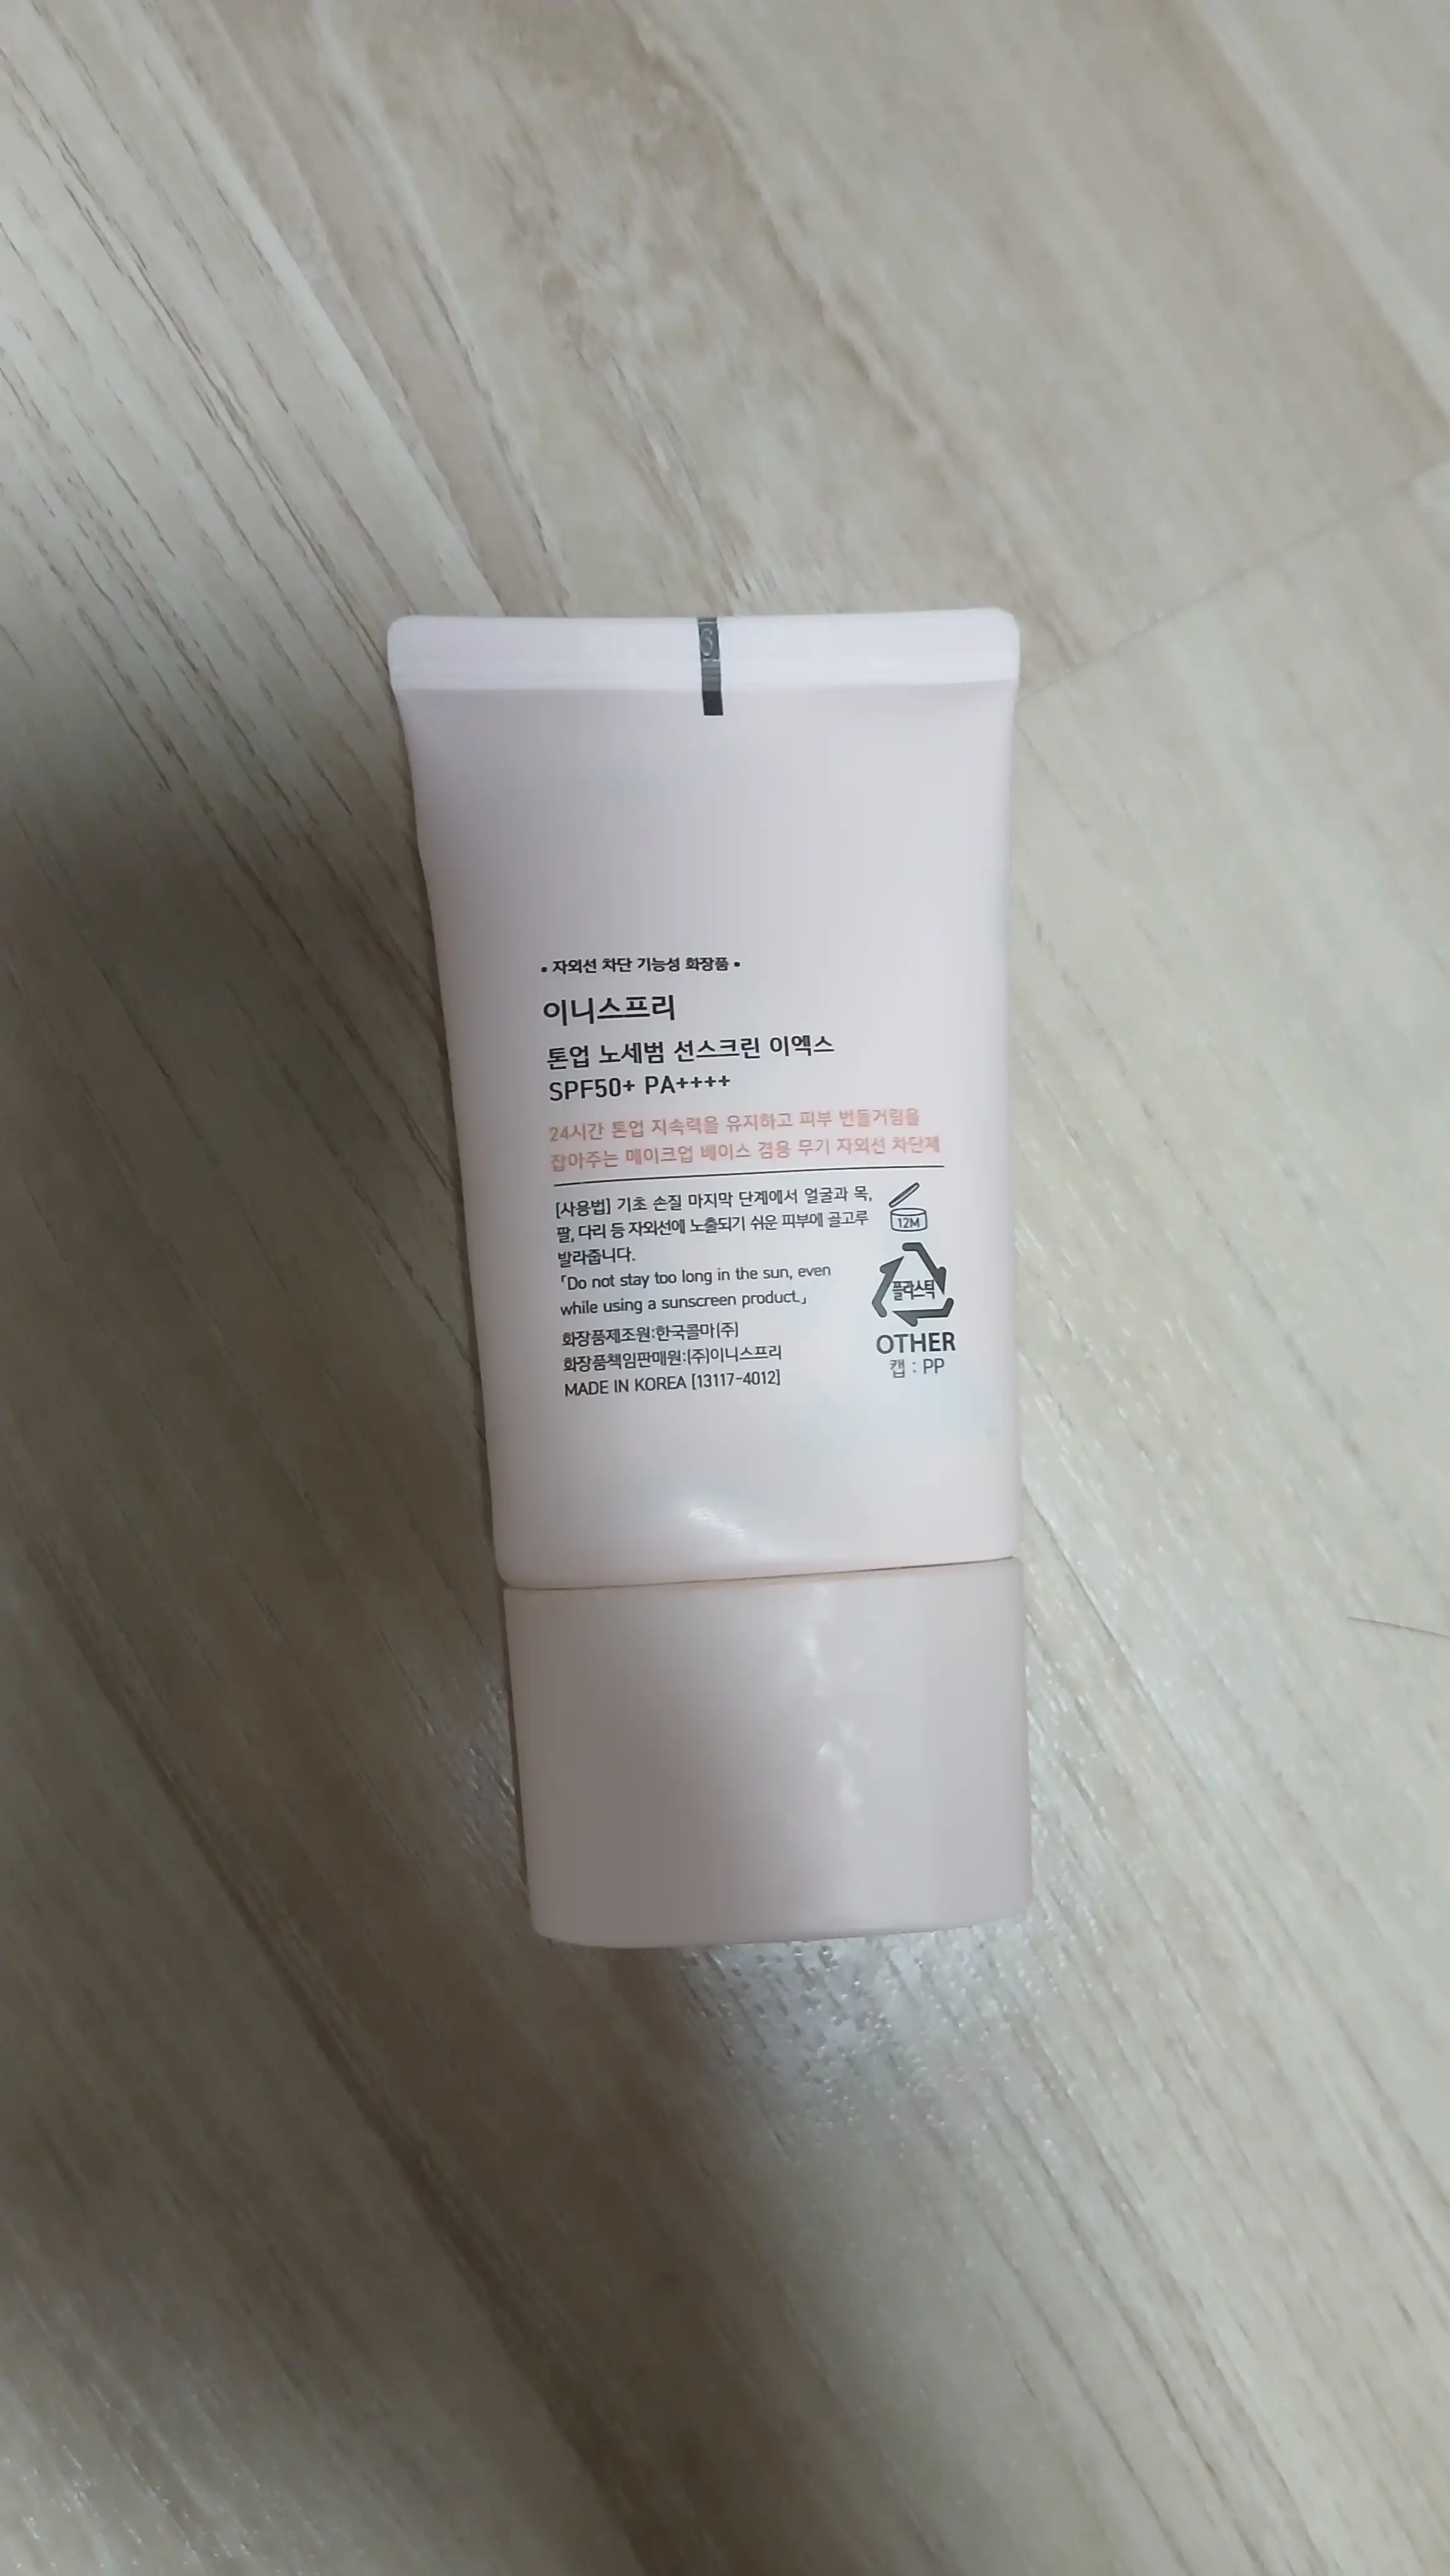 • 자외선 차단 기능성 화장품 •
이니스프리
톤업 노세범 선스크린 이엑스
SPF50+ PA++++
24시간 톤업 지속력을 유지하고 피부 번들거림을
잡아주는 메이크업 베이스 겸용 무기 자외선 차단제
[사용법] 기초 손질 마지막 단계에서 얼굴과 목,
팔, 다리 등 자외선에 노출되기 쉬운 피부에 골고루
발라줍니다.
「Do not stay too long in the sun, even
while using a sunscreen product.」
화장품제조원:한국콜마(주)
화장품책임판매원:(주)이니스프리
MADE IN KOREA [13117-4012]
12M
플라스틱
OTHER
캡 : PP